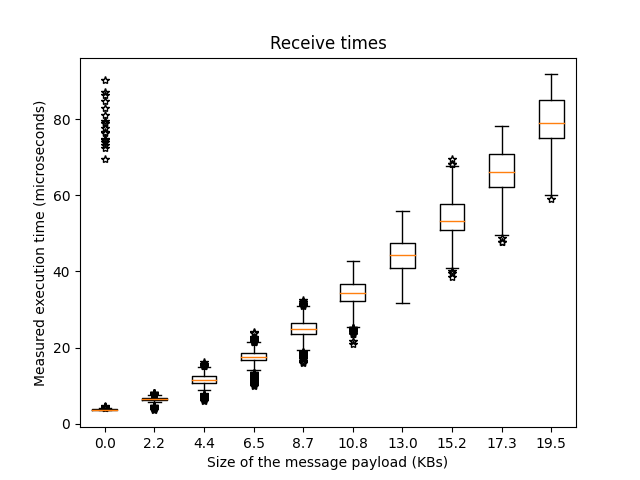 Receive times
Measured execution time (microseconds)
80
60
40
20
0
0.0 2.2 4.4 6.5 8.7 10.8 13.0 15.2 17.3 19.5
Size of the message payload (KBs)